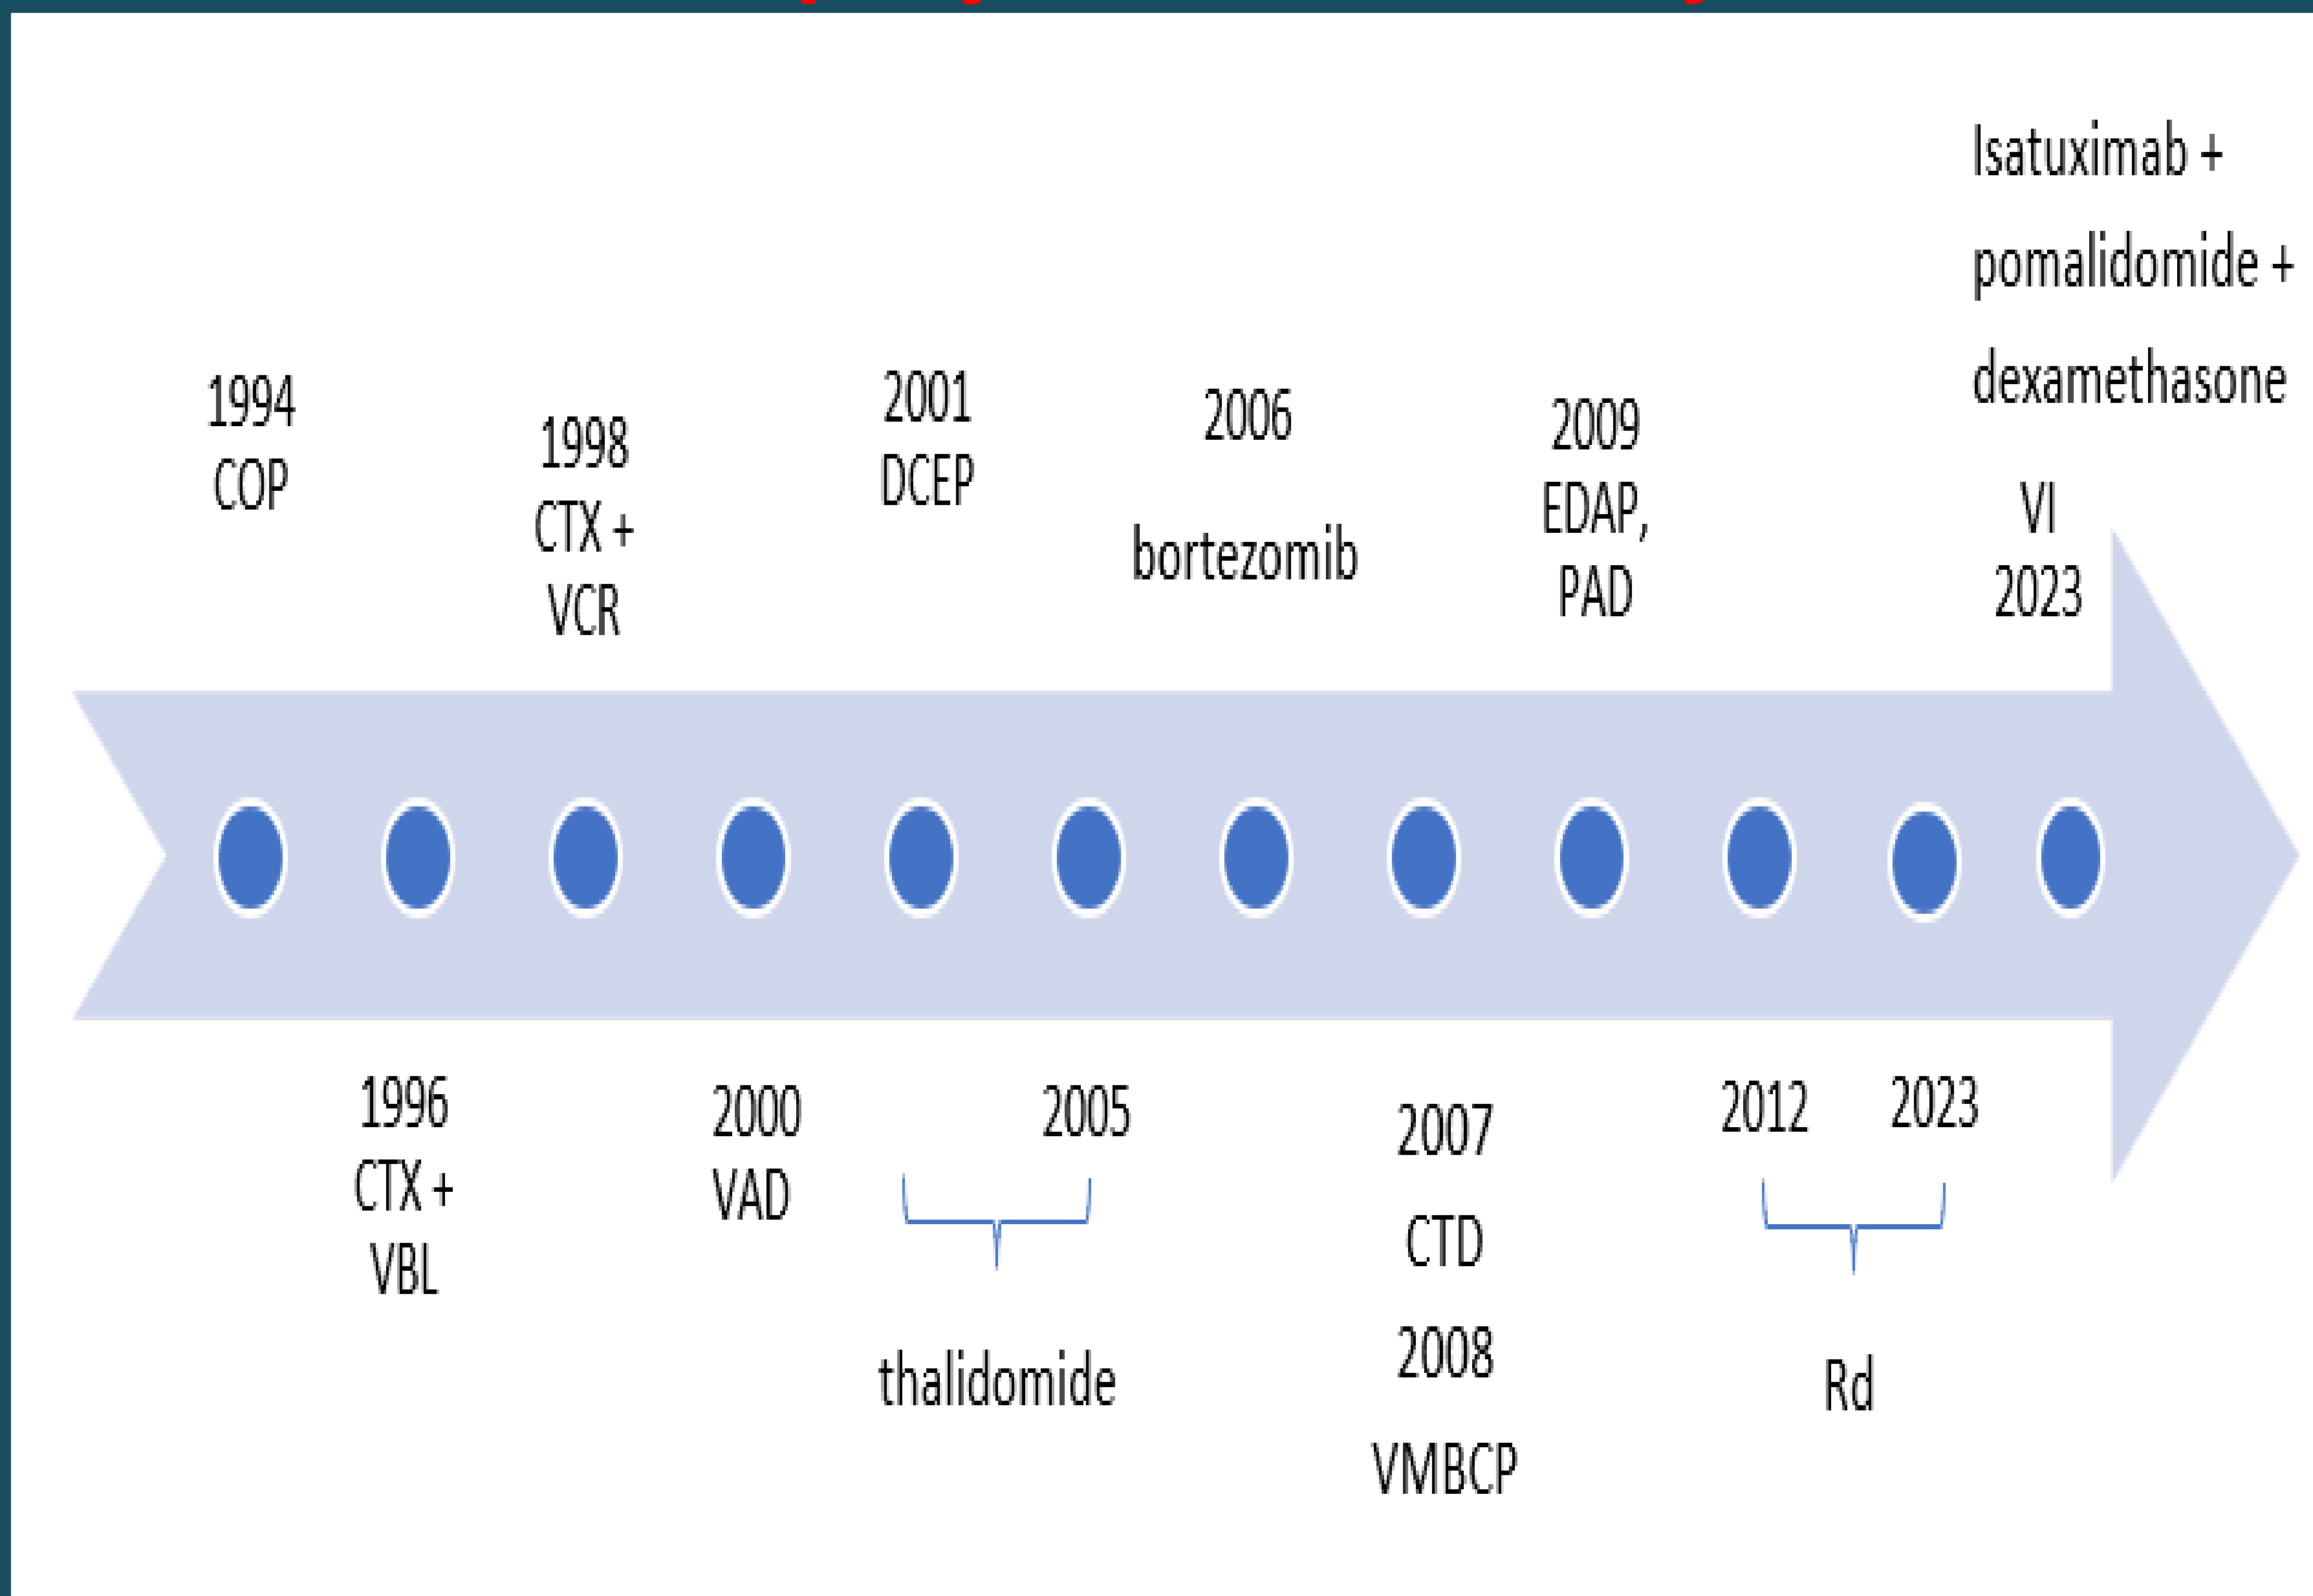 Isatuximab +
pomalidomide +
dexamethasone
VI
2023
1994
COP
1998
CTX +
VCR
2001
DCEP
2006
bortezomib
2009
EDAP,
PAD
1996
CTX +
VBL
2000
VAD
2005
thalidomide
2007
CTD
2008
VMBCP
2012
2023
Rd